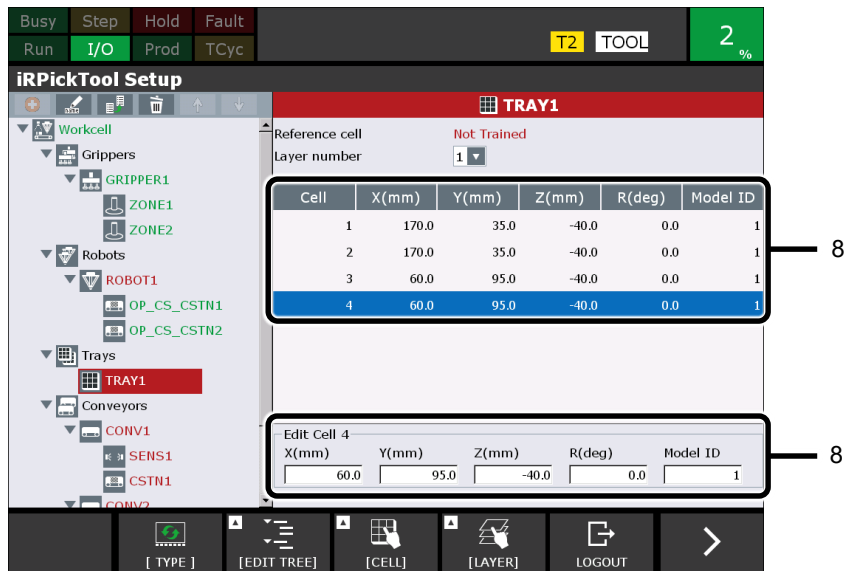 Busy Step Hold Fault
Run I/O Prod TCyc
T2 TOOL 2 %
iRPickTool Setup
TRAY1
Workcell
Reference cell Not Trained
Grippers
Layer number 1
GRIPPER1
Cell X(mm) Y(mm) Z(mm) R(deg) Model ID
ZONE1
1 170.0 35.0 -40.0 0.0 1
ZONE2
2 170.0 35.0 -40.0 0.0 1
8
Robots
3 60.0 95.0 -40.0 0.0 1
ROBOT1
4 60.0 95.0 -40.0 0.0 1
OP_CS_CSTN1
OP_CS_CSTN2
Trays
TRAY1
Conveyors
CONV1
Edit Cell 4
X(mm) Y(mm) Z(mm) R(deg) Model ID
SENS1
60.0 95.0 -40.0 0.0 1
8
CSTN1
CONV2
[ TYPE ] [EDIT TREE] [CELL] [LAYER] LOGOUT